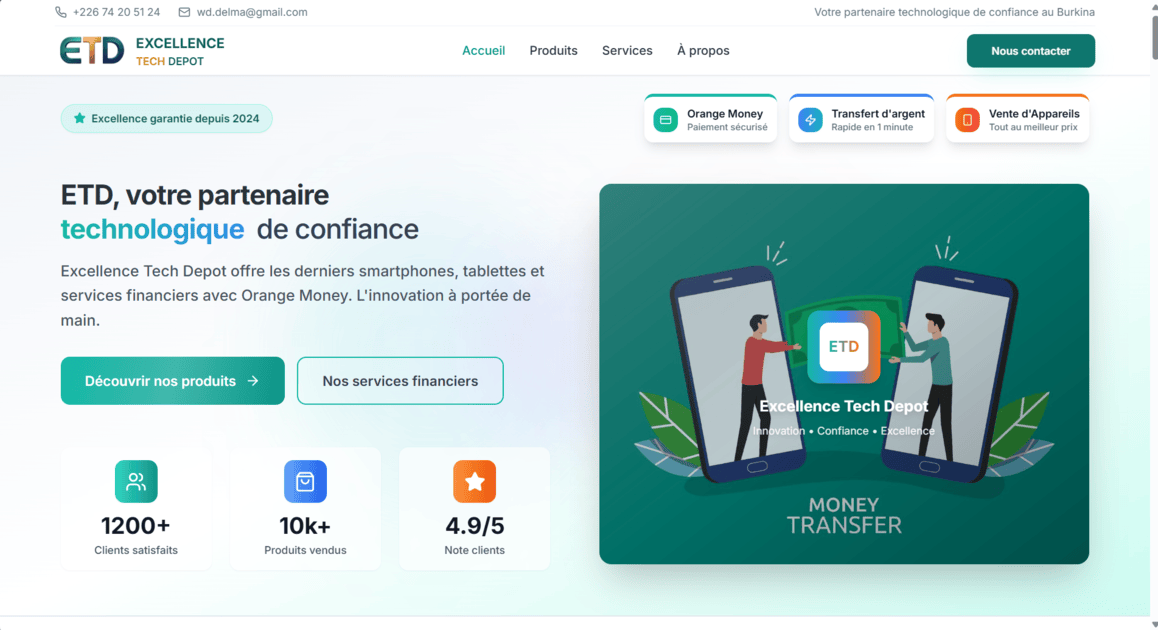 +226 74 20 51 24
wd.delma@gmail.com
Votre partenaire technologique de confiance au Burkina
ETD
EXCELLENCE
TECH DEPOT
Accueil
Produits
Services
À propos
Nous contacter
Excellence garantie depuis 2024
Orange Money
Paiement sécurisé
Transfert d'argent
Rapide en 1 minute
Vente d'Appareils
Tout au meilleur prix
ETD, votre partenaire
technologique de confiance
Excellence Tech Depot offre les derniers smartphones, tablettes et
services financiers avec Orange Money. L'innovation à portée de
main.
Découvrir nos produits →
Nos services financiers
1200+
Clients satisfaits
10k+
Produits vendus
4.9/5
Note clients
ETD
Excellence Tech Depot
Innovation • Confiance • Excellence
MONEY
TRANSFER